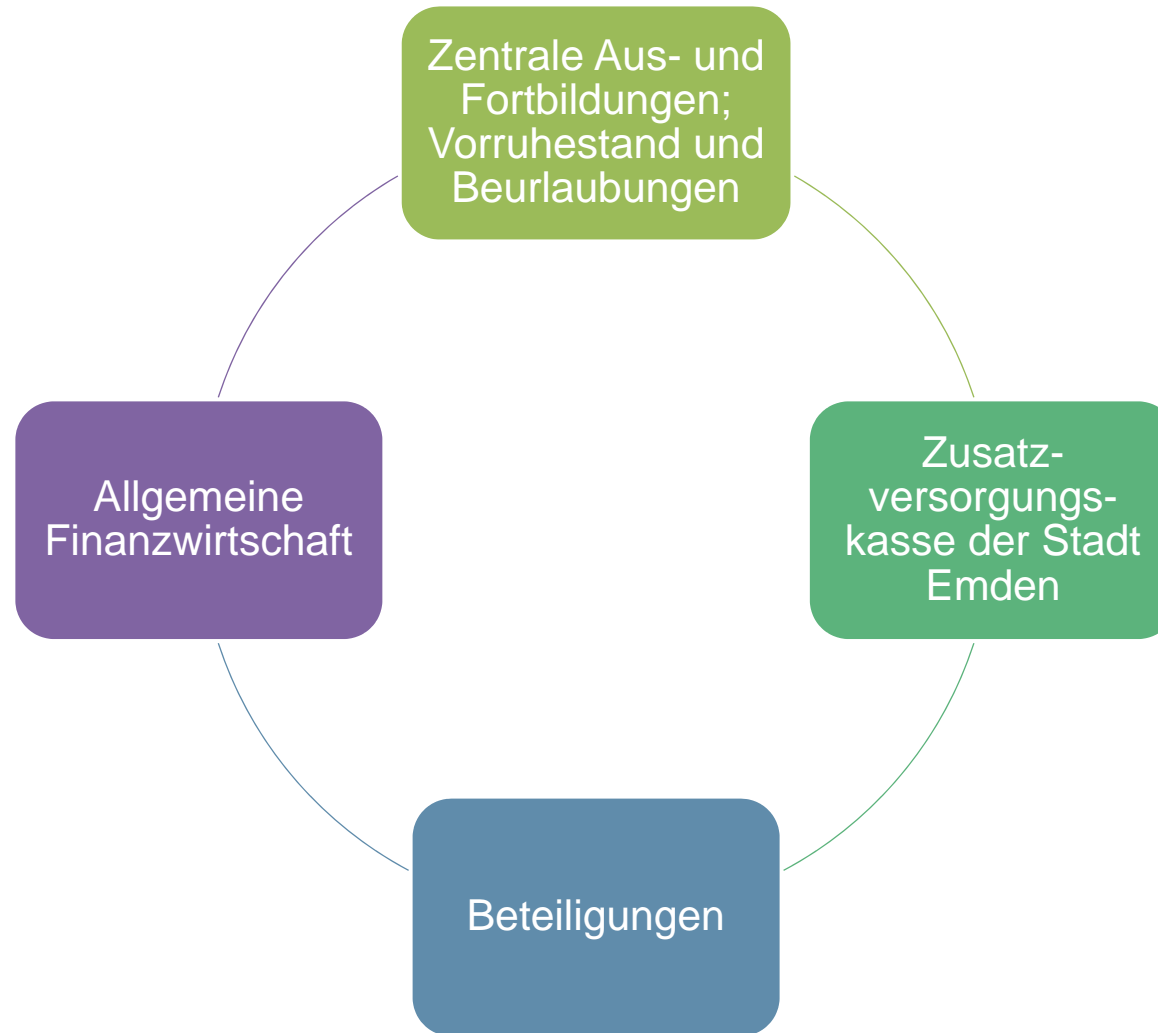 Zentrale Aus- und
Fortbildungen;
Vorruhestand und
Beurlaubungen
Allgemeine
Finanzwirtschaft
Zusatz-
versorgungs-
kasse der Stadt
Emden
Beteiligungen